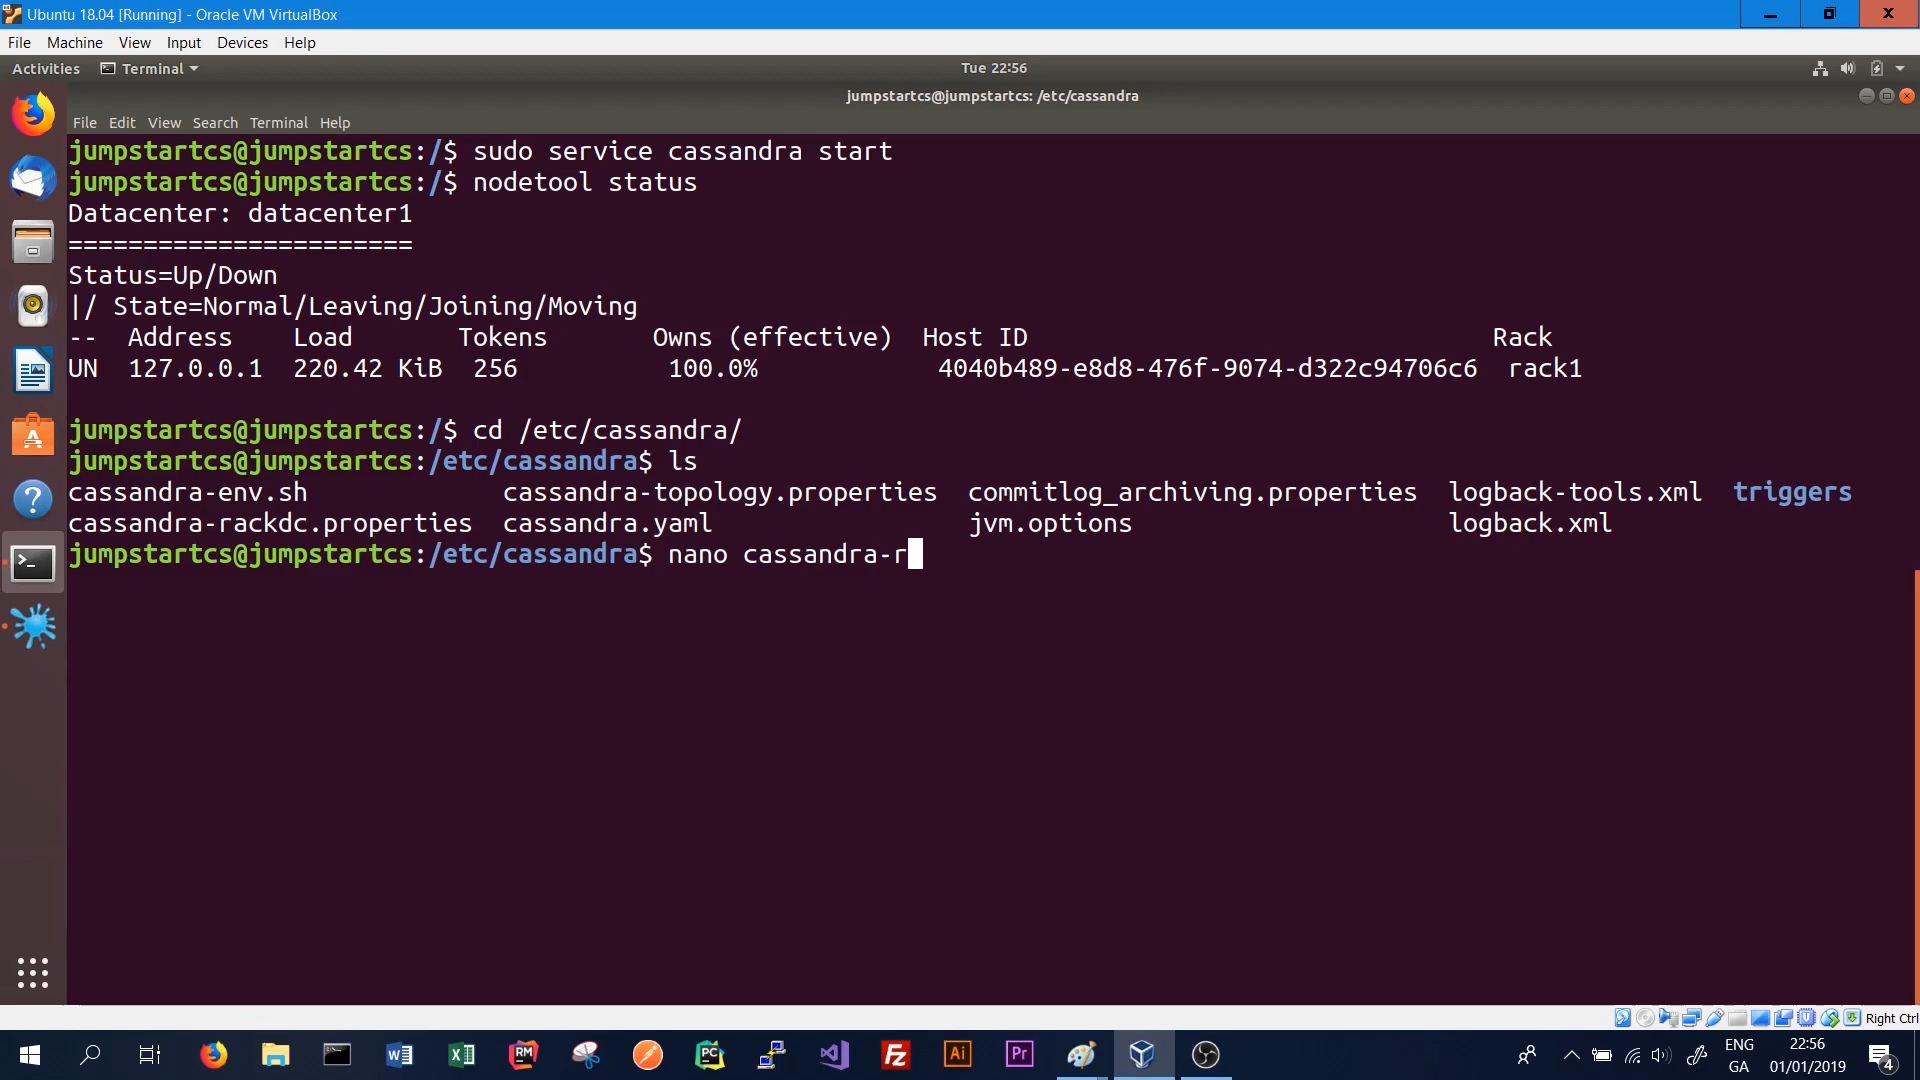 Ubuntu 18.04 [Running] - Oracle VM VirtualBox
File Machine View Input Devices Help
Activities Terminal Tue 22:56
jumpstartcs@jumpstartcs: /etc/cassandra
File Edit View Search Terminal Help
jumpstartcs@jumpstartcs:/$ sudo service cassandra start
jumpstartcs@jumpstartcs:/$ nodetool status
Datacenter: datacenter1
=======================
Status=Up/Down
|/ State=Normal/Leaving/Joining/Moving
--  Address    Load       Tokens       Owns (effective)  Host ID                               Rack
UN  127.0.0.1  220.42 KiB  256          100.0%            4040b489-e8d8-476f-9074-d322c94706c6  rack1
jumpstartcs@jumpstartcs:/$ cd /etc/cassandra/
jumpstartcs@jumpstartcs:/etc/cassandra$ ls
cassandra-env.sh             cassandra-topology.properties  commitlog_archiving.properties  logback-tools.xml  triggers
cassandra-rackdc.properties  cassandra.yaml                 jvm.options                     logback.xml
jumpstartcs@jumpstartcs:/etc/cassandra$ nano cassandra-r
Right Ctrl
RM PC Fz Ai Pr
ENG 22:56
GA 01/01/2019 4